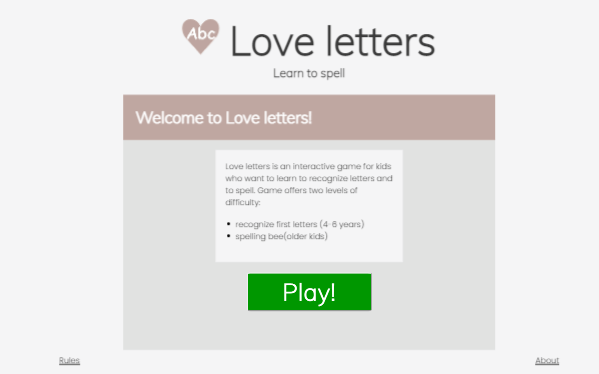 Abc
Love letters
Learn to spell
Welcome to Love letters!
Love letters is an interactive game for kids
who want to learn to recognize letters and
to spell. Game offers two levels of
difficulty:
recognize first letters (4-6 years)
spelling bee(older kids)
Play!
Rules
About